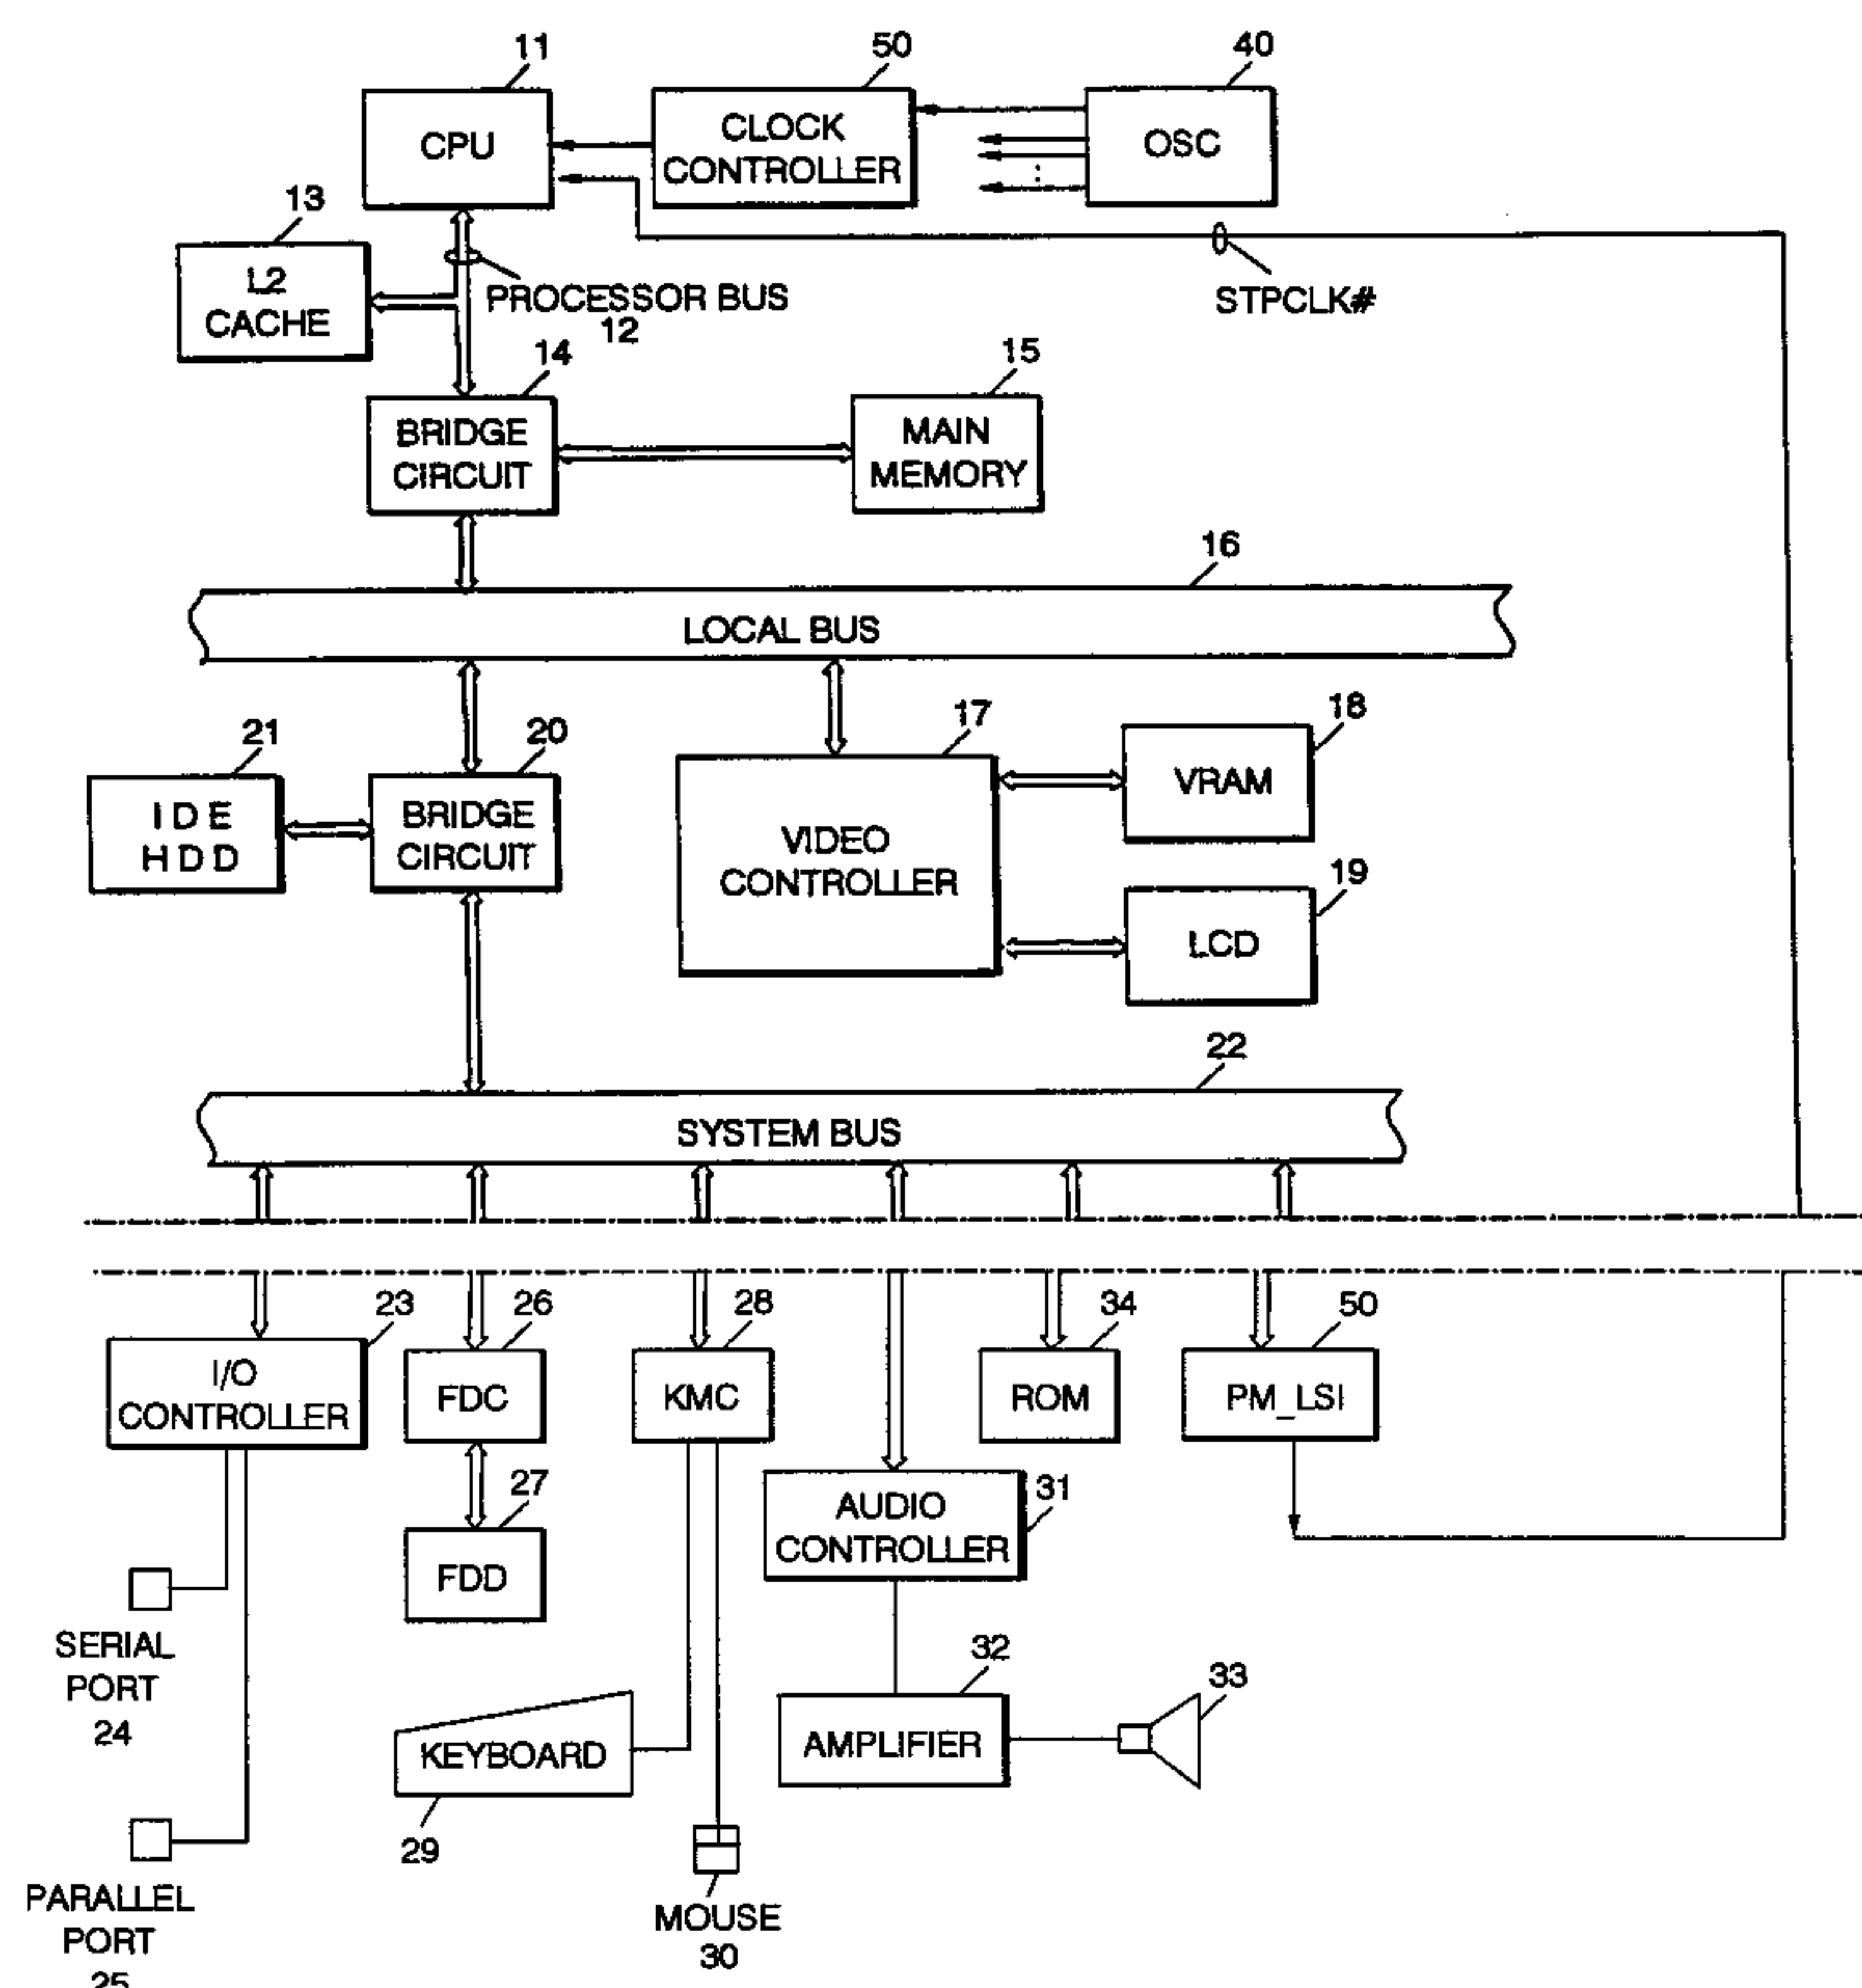 11
50
40
CPU
CLOCK
CONTROLLER
OSC
:
13
L2
CACHE
PROCESSOR BUS
12
STPCLK#
14
15
BRIDGE
CIRCUIT
MAIN
MEMORY
16
LOCAL BUS
21
20
17
18
IDE
HDD
BRIDGE
CIRCUIT
VIDEO
CONTROLLER
VRAM
19
LCD
22
SYSTEM BUS
23
26
28
34
50
I/O
CONTROLLER
FDC
KMC
ROM
PM_LSI
27
31
FDD
AUDIO
CONTROLLER
SERIAL
PORT
24
32
33
KEYBOARD
AMPLIFIER
29
PARALLEL
PORT
25
MOUSE
30